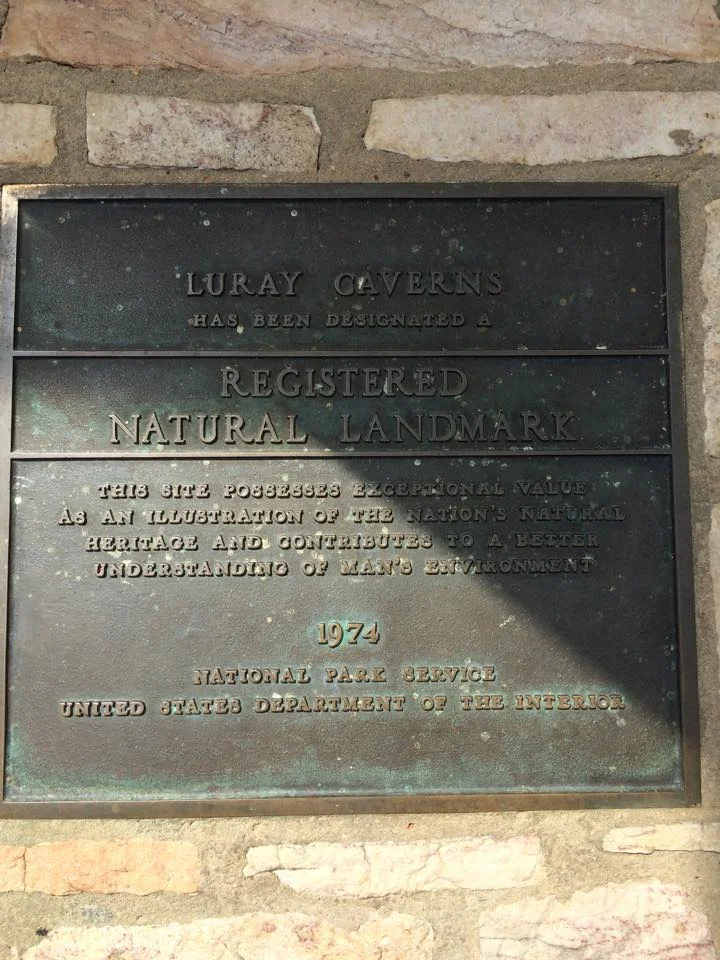 LURAY CAVERNS
HAS BEEN DESIGNATED A
REGISTERED
NATURAL LANDMARK
THIS SITE POSSESSES EXCEPTIONAL VALUE
AS AN ILLUSTRATION OF THE NATION'S NATURAL
HERITAGE AND CONTRIBUTES TO A BETTER
UNDERSTANDING OF MAN'S ENVIRONMENT
1974
NATIONAL PARK SERVICE
UNITED STATES DEPARTMENT OF THE INTERIOR